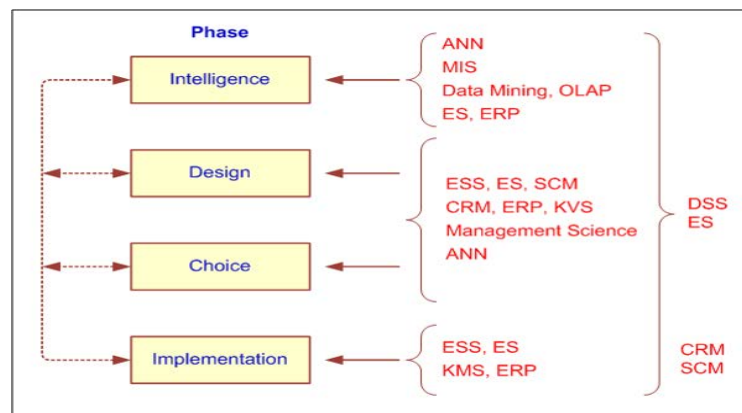 Phase
Intelligence
ANN
MIS
Data Mining, OLAP
ES, ERP
Design
Choice
ESS, ES, SCM
CRM, ERP, KVS
Management Science
ANN
DSS
ES
Implementation
ESS, ES
KMS, ERP
CRM
SCM